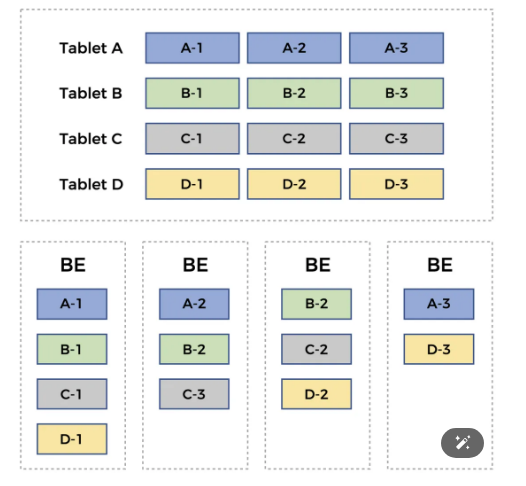 Tablet A A-1 A-2 A-3
Tablet B B-1 B-2 B-3
Tablet C C-1 C-2 C-3
Tablet D D-1 D-2 D-3
BE BE BE BE
A-1 A-2 B-2 A-3
B-1 B-2 C-2 D-3
C-1 C-3 D-2
D-1